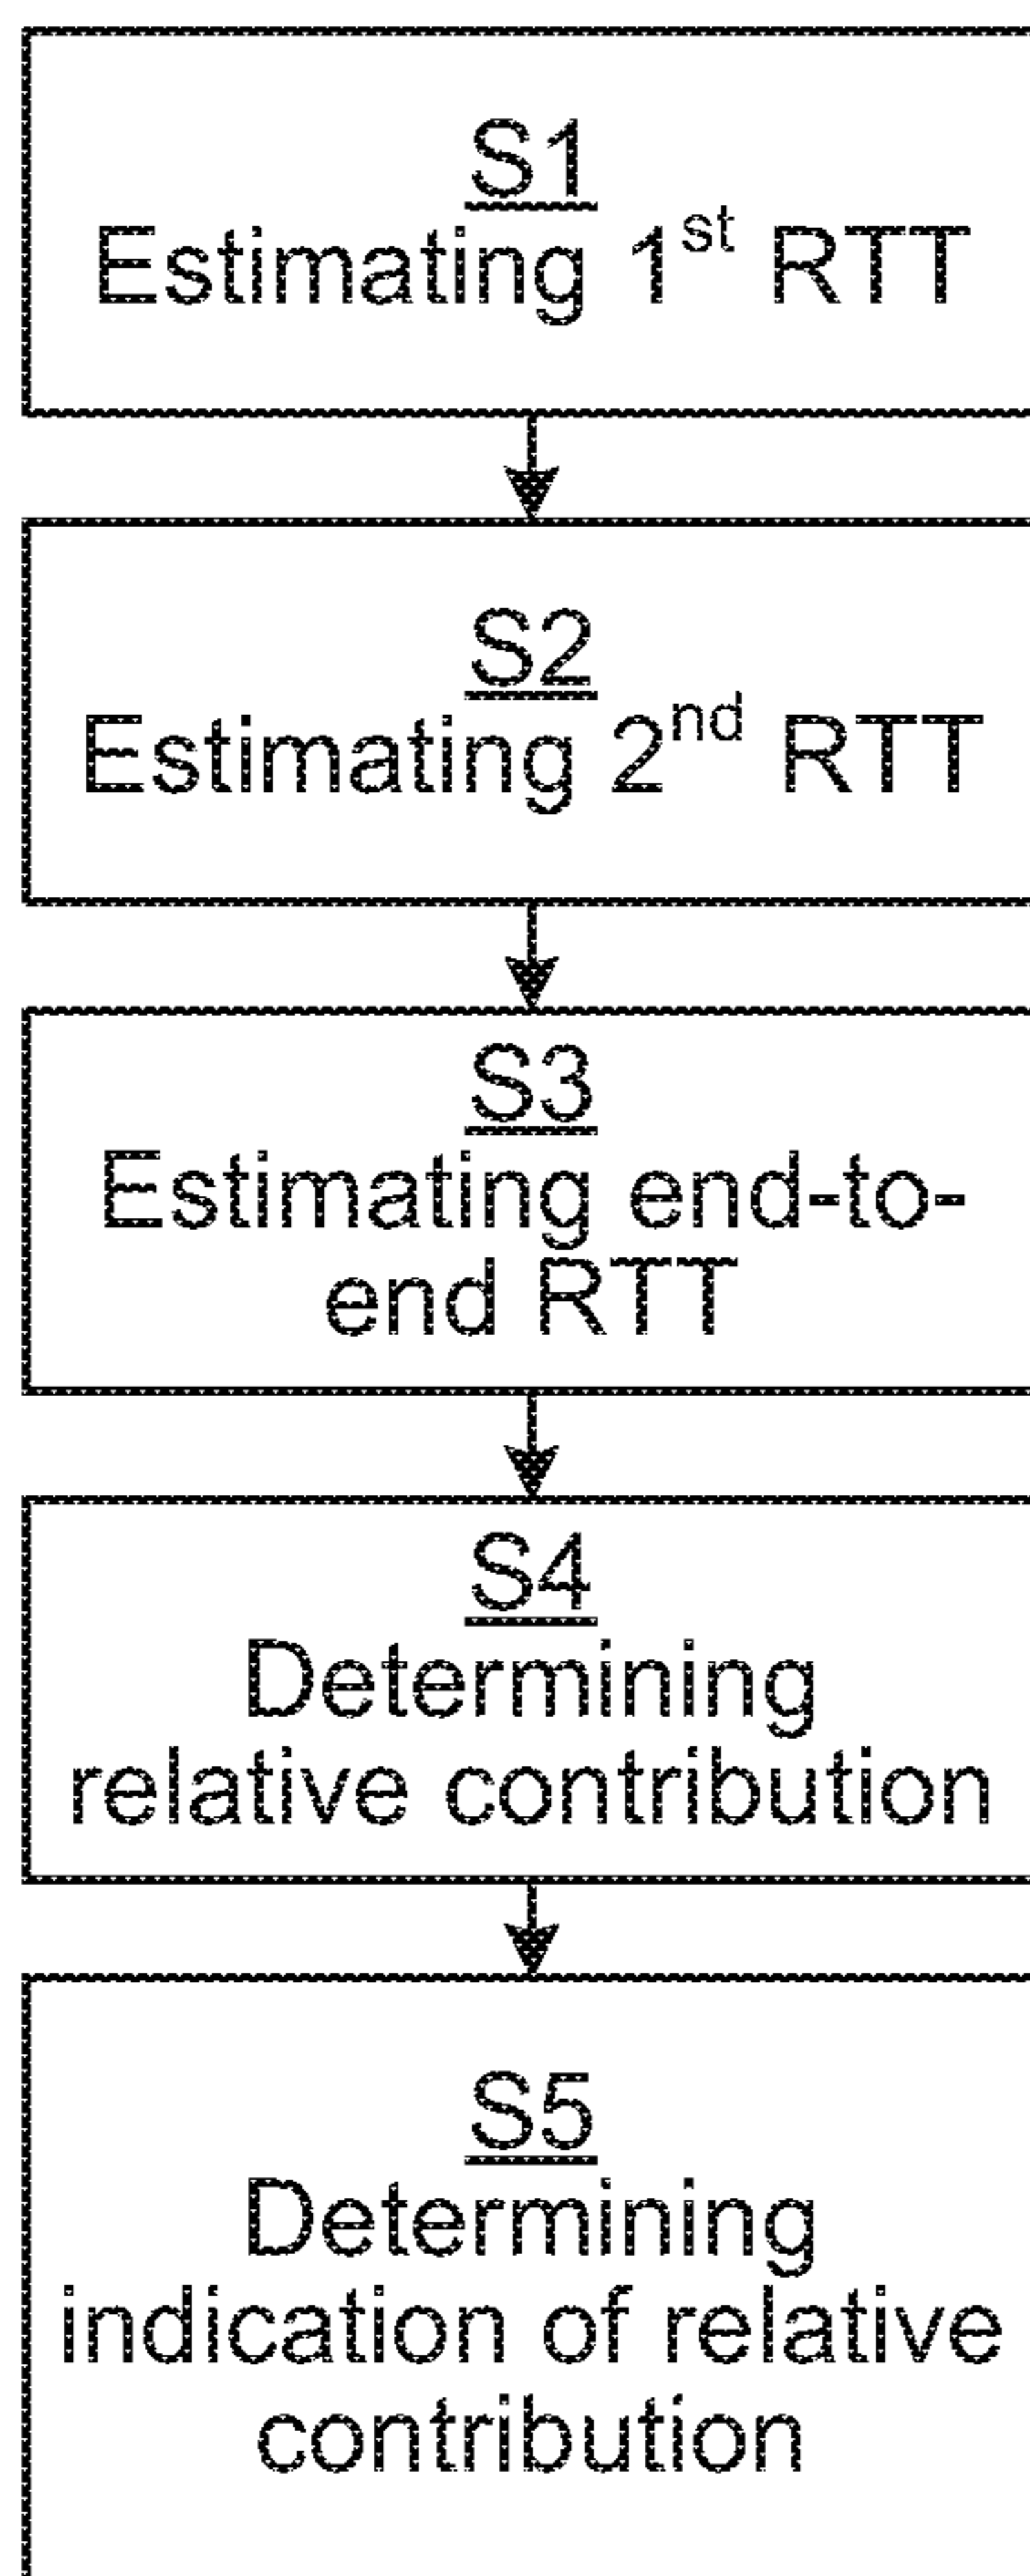 S1
Estimating 1st RTT
S2
Estimating 2nd RTT
S3
Estimating end-to-
end RTT
S4
Determining
relative contribution
S5
Determining
indication of relative
contribution